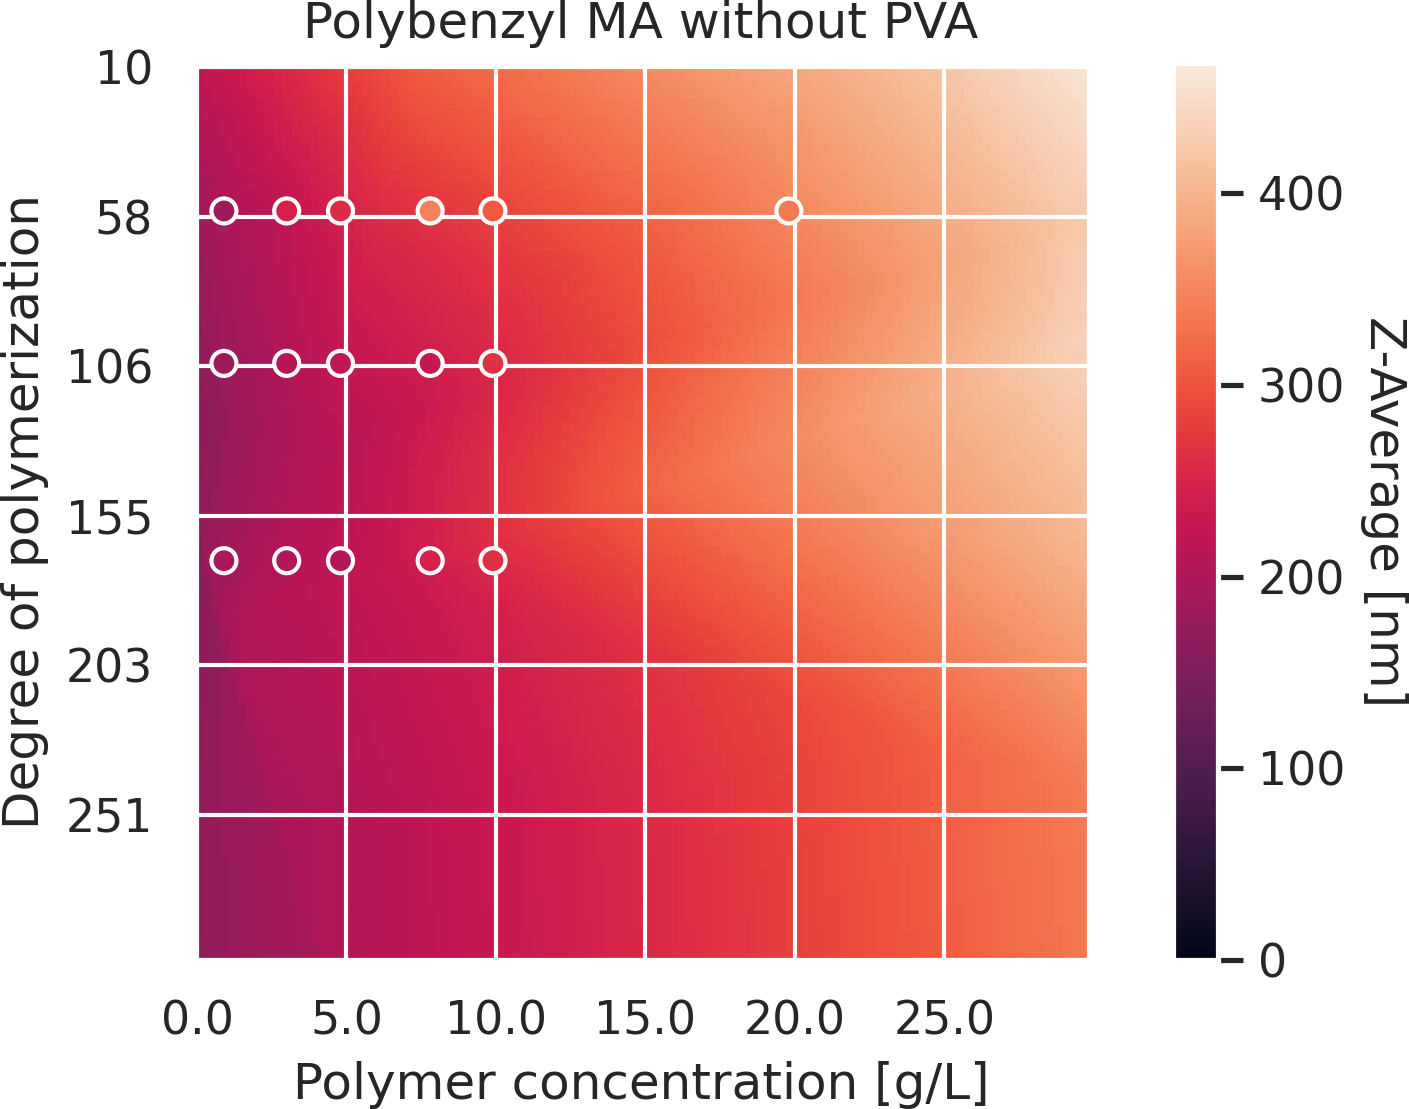 Polybenzyl MA without PVA
10
58
106
155
203
251
Degree of polymerization
0.0 5.0 10.0 15.0 20.0 25.0
Polymer concentration [g/L]
400
300
200
100
0
Z-Average [nm]